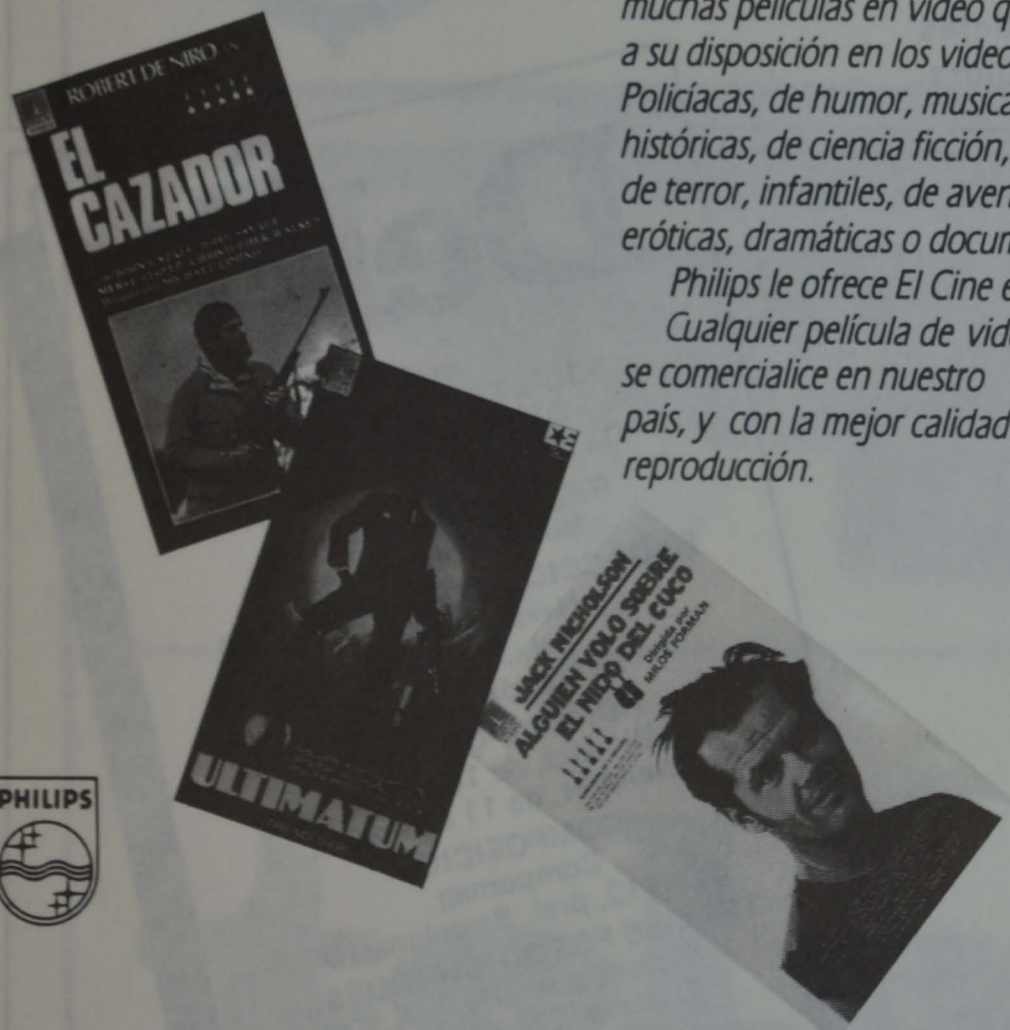 muchas películas en video q
a su disposición en los video
Policíacas, de humor, musica
históricas, de ciencia ficción,
de terror, infantiles, de aven
eróticas, dramáticas o docun
Philips le ofrece El Cine e
Cualquier película de vid
se comercialice en nuestro
país, y con la mejor calidad
reproducción.
ROBERT DE NIRO
EL
CAZADOR
ULTIMATUM
JACK NICHOLSON
ALGUIEN VOLO SOBRE
EL NIDO DEL CUCO
Dirigida por
MILOS FORMAN
PHILIPS